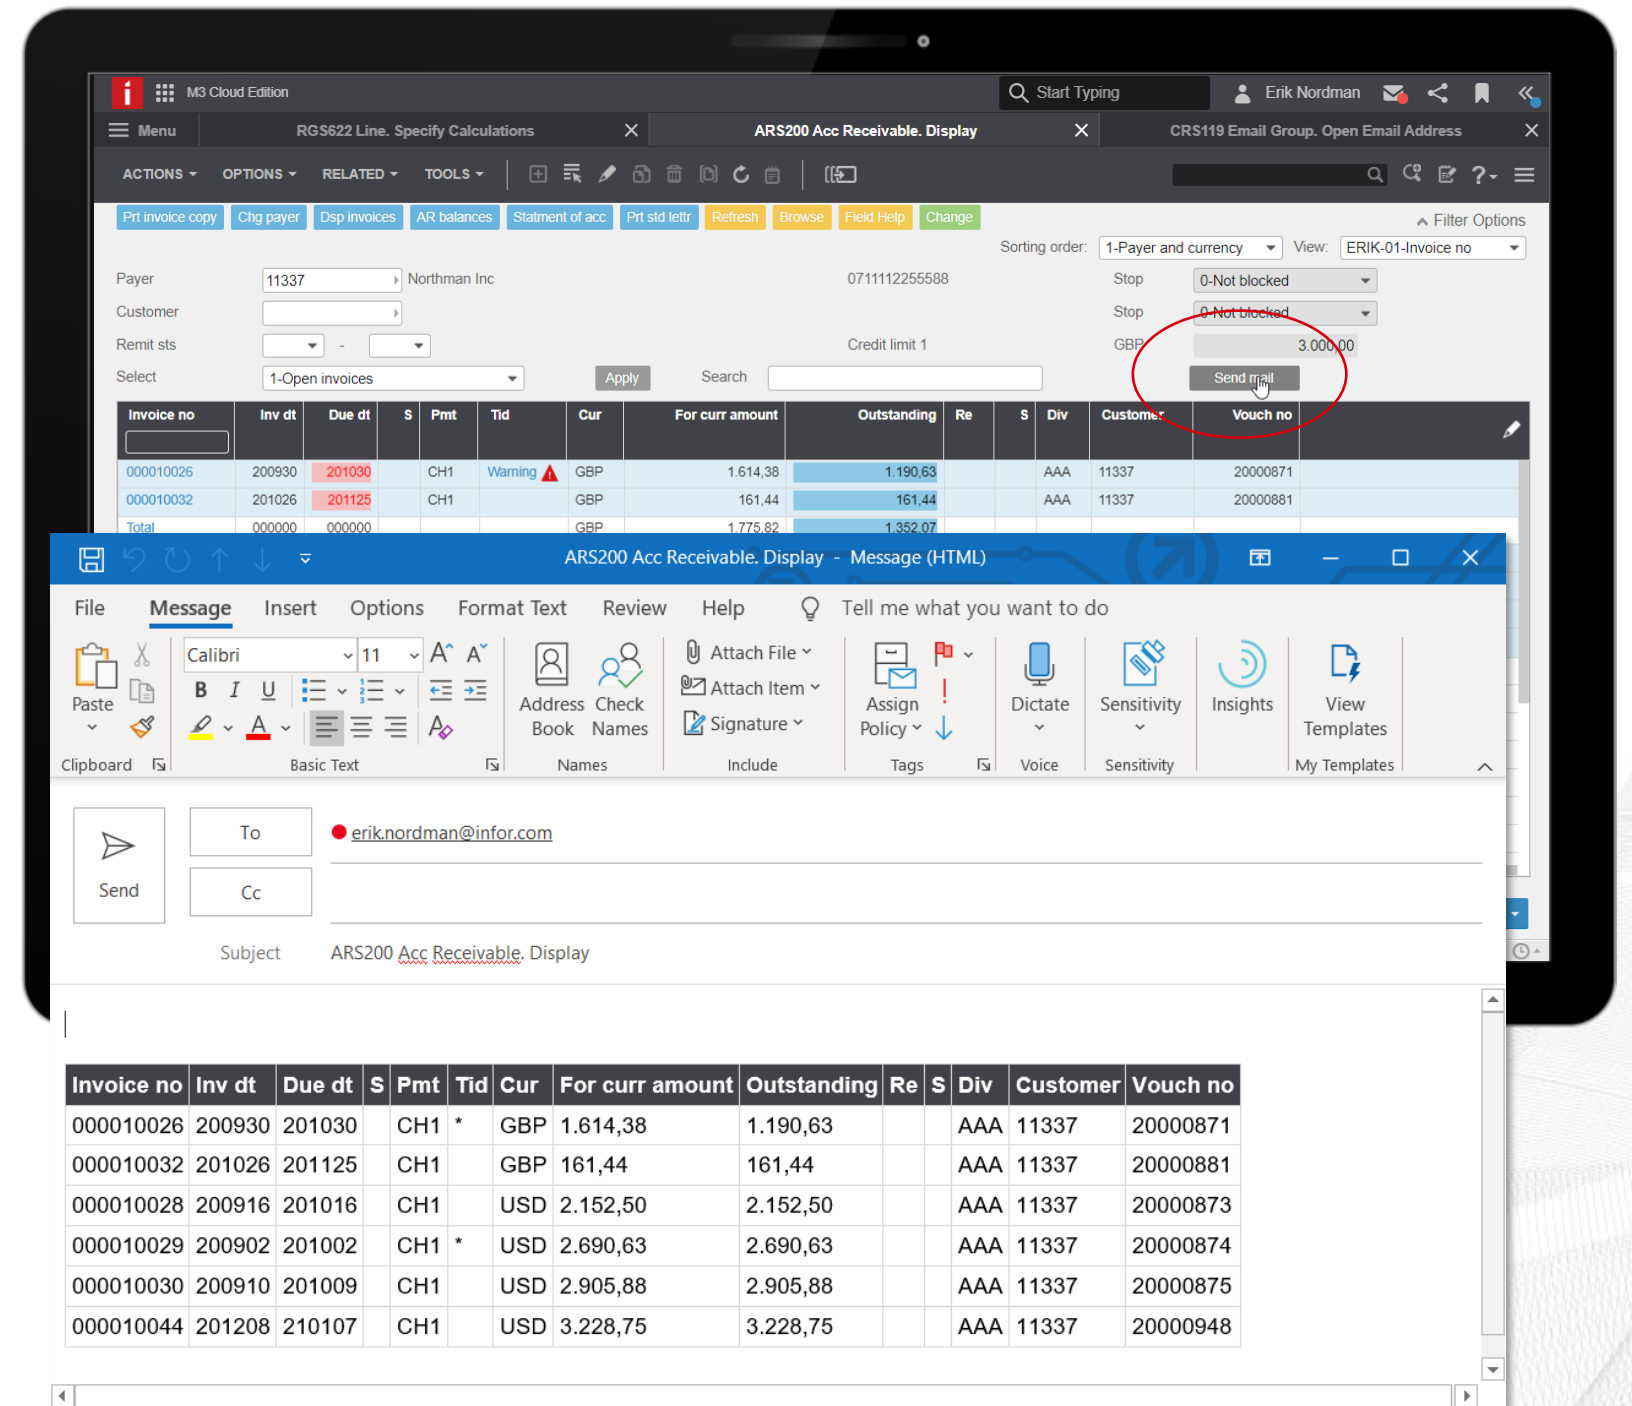 M3 Cloud Edition
Start Typing
Erik Nordman
Menu
RGS622 Line. Specify Calculations
ARS200 Acc Receivable. Display
CRS119 Email Group. Open Email Address
ACTIONS OPTIONS RELATED TOOLS
Prt invoice copy Chg payer Dsp invoices AR balances Statment of acc Prt std lettr Refresh Browse Field Help Change
Filter Options
Sorting order: 1-Payer and currency View: ERIK-01-Invoice no
Payer 11337 Northman Inc 0711112255588 Stop 0-Not blocked
Customer Stop 0-Not blocked
Remit sts - Credit limit 1 GBP 3.000,00
Select 1-Open invoices Apply Search Send mail
Invoice no Inv dt Due dt S Pmt Tid Cur For curr amount Outstanding Re S Div Customer Vouch no
000010026 200930 201030 CH1 Warning GBP 1.614,38 1.190,63 AAA 11337 20000871
000010032 201026 201125 CH1 GBP 161,44 161,44 AAA 11337 20000881
Total 000000 000000 GBP 1.775,82 1.352,07
ARS200 Acc Receivable. Display - Message (HTML)
File Message Insert Options Format Text Review Help Tell me what you want to do
Calibri 11
Attach File
Attach Item
Signature
B I U
A
Paste
Address Book
Check Names
Assign Policy
Dictate
Sensitivity
Insights
View Templates
Clipboard Basic Text Names Include Tags Voice Sensitivity My Templates
Send
To erik.nordman@infor.com
Cc
Subject ARS200 Acc Receivable. Display
Invoice no Inv dt Due dt S Pmt Tid Cur For curr amount Outstanding Re S Div Customer Vouch no
000010026 200930 201030 CH1 * GBP 1.614,38 1.190,63 AAA 11337 20000871
000010032 201026 201125 CH1 GBP 161,44 161,44 AAA 11337 20000881
000010028 200916 201016 CH1 USD 2.152,50 2.152,50 AAA 11337 20000873
000010029 200902 201002 CH1 * USD 2.690,63 2.690,63 AAA 11337 20000874
000010030 200910 201009 CH1 USD 2.905,88 2.905,88 AAA 11337 20000875
000010044 201208 210107 CH1 USD 3.228,75 3.228,75 AAA 11337 20000948